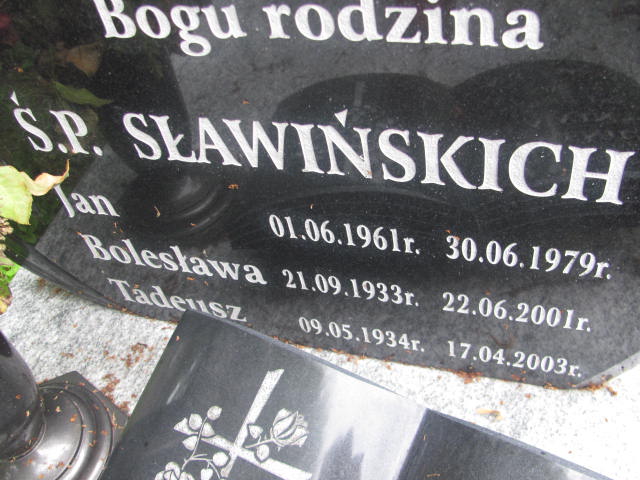 Bogu rodzina
Ś.P. SŁAWIŃSKICH
Jan 01.06.1961r. 30.06.1979r.
Bolesława 21.09.1933r. 22.06.2001r.
Tadeusz 09.05.1934r. 17.04.2003r.